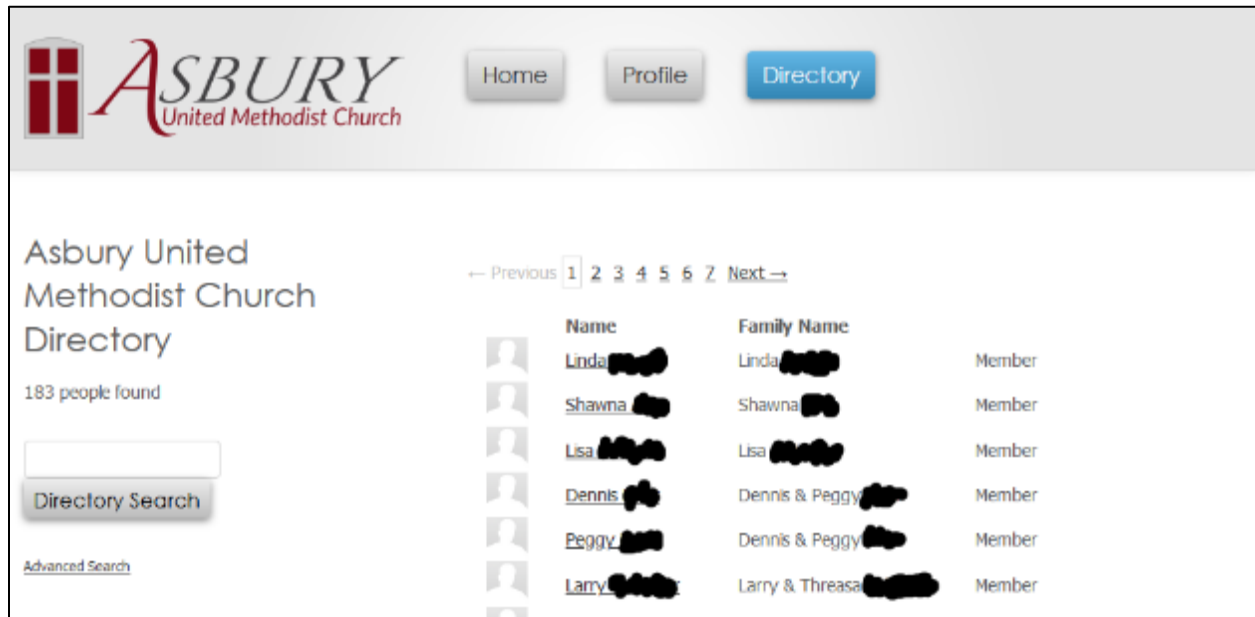 ASBURY
United Methodist Church
Home Profile Directory
Asbury United
Methodist Church
Directory
183 people found
Directory Search
Advanced Search
← Previous 1 2 3 4 5 6 7 Next →
Name Family Name
Linda Linda Member
Shawna Shawna Member
Lisa Lisa Member
Dennis Dennis & Peggy Member
Peggy Dennis & Peggy Member
Larry Larry & Threasa Member